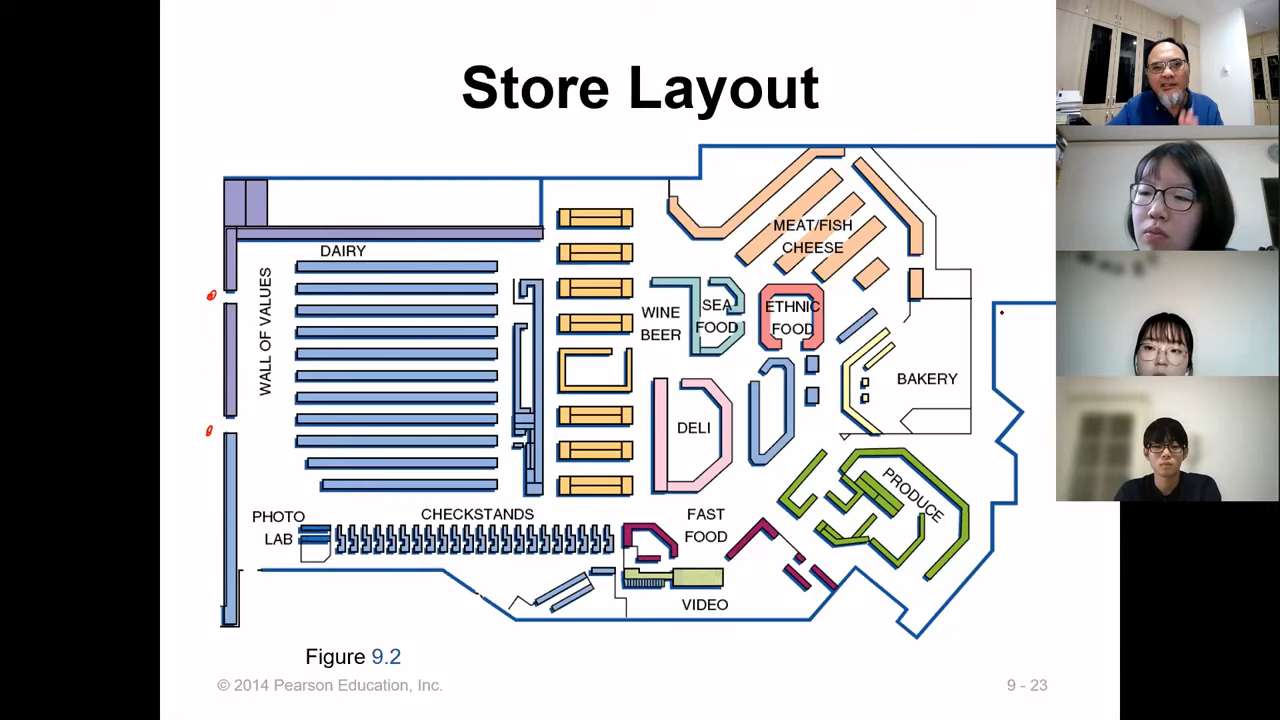 Store Layout
MEAT/FISH
CHEESE
DAIRY
WALL OF VALUES
WINE
BEER
SEA
FOOD
ETHNIC
FOOD
BAKERY
DELI
PRODUCE
PHOTO
LAB
CHECKSTANDS
FAST
FOOD
VIDEO
Figure 9.2
© 2014 Pearson Education, Inc.
9 - 23